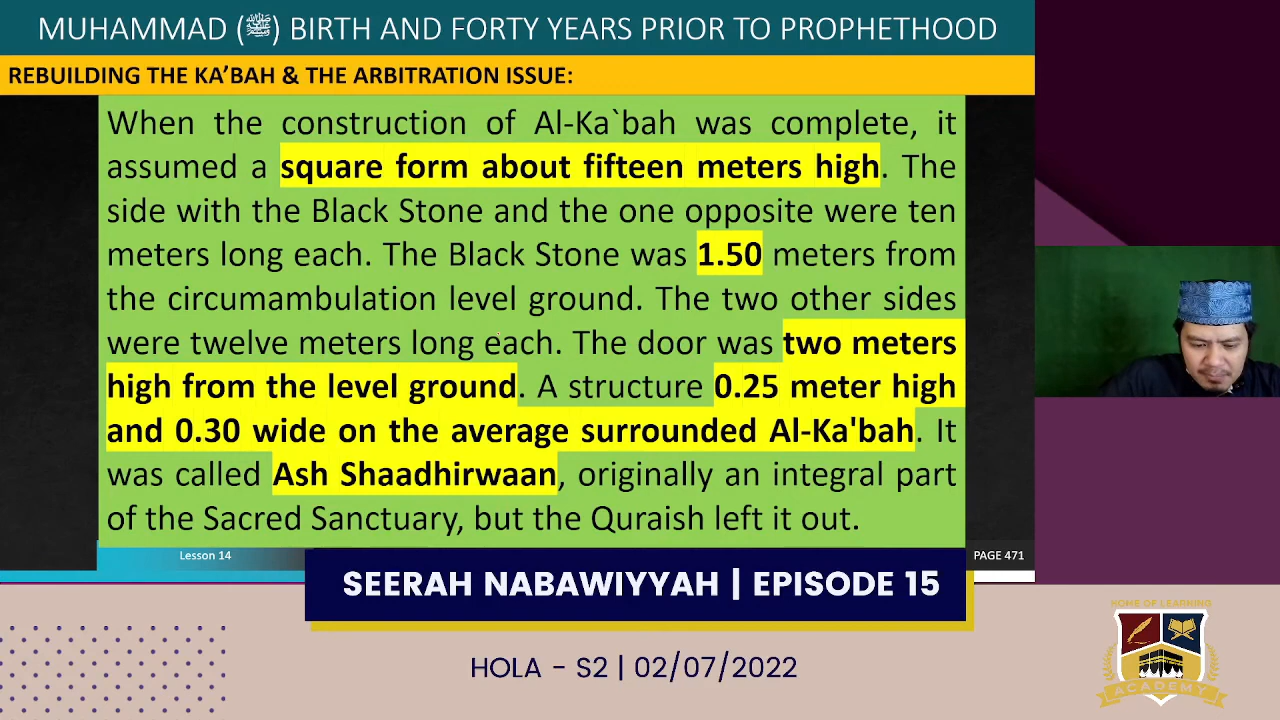 MUHAMMAD (ﷺ) BIRTH AND FORTY YEARS PRIOR TO PROPHETHOOD
REBUILDING THE KA’BAH & THE ARBITRATION ISSUE:
When the construction of Al-Ka`bah was complete, it
assumed a square form about fifteen meters high. The
side with the Black Stone and the one opposite were ten
meters long each. The Black Stone was 1.50 meters from
the circumambulation level ground. The two other sides
were twelve meters long each. The door was two meters
high from the level ground. A structure 0.25 meter high
and 0.30 wide on the average surrounded Al-Ka'bah. It
was called Ash Shaadhirwaan, originally an integral part
of the Sacred Sanctuary, but the Quraish left it out.
Lesson 14
PAGE 471
SEERAH NABAWIYYAH | EPISODE 15
HOLA - S2 | 02/07/2022
HOME OF LEARNING
ACADEMY